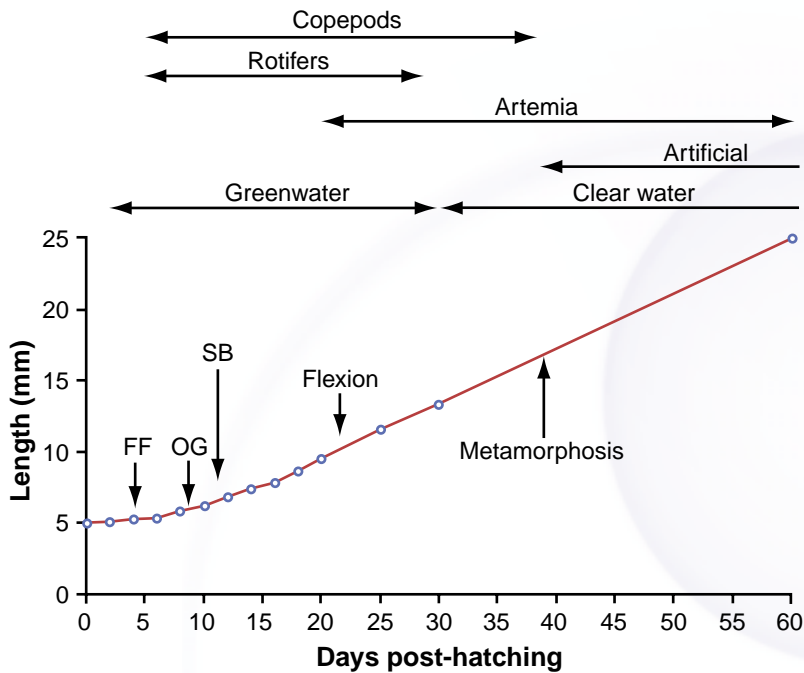 Copepods
Rotifers
Artemia
Artificial
Greenwater
Clear water
25
20
15
10
5
0
Length (mm)
SB
Flexion
FF
OG
Metamorphosis
0 5 10 15 20 25 30 35 40 45 50 55 60
Days post-hatching